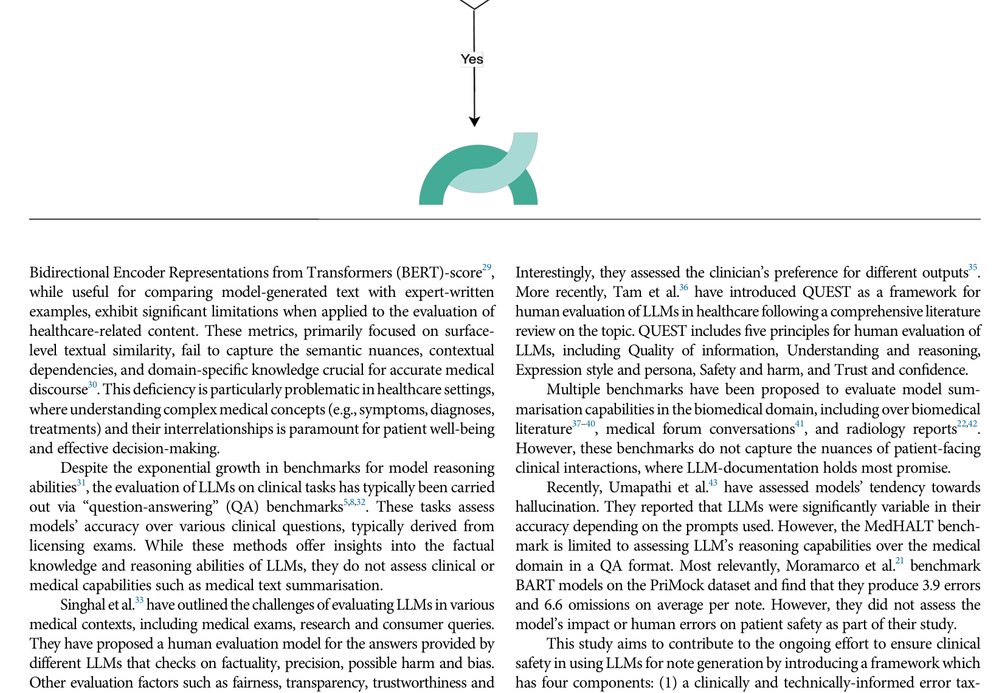 Yes
Bidirectional Encoder Representations from Transformers (BERT)-score29,
while useful for comparing model-generated text with expert-written
examples, exhibit significant limitations when applied to the evaluation of
healthcare-related content. These metrics, primarily focused on surface-
level textual similarity, fail to capture the semantic nuances, contextual
dependencies, and domain-specific knowledge crucial for accurate medical
discourse30. This deficiency is particularly problematic in healthcare settings,
where understanding complex medical concepts (e.g., symptoms, diagnoses,
treatments) and their interrelationships is paramount for patient well-being
and effective decision-making.
Despite the exponential growth in benchmarks for model reasoning
abilities31, the evaluation of LLMs on clinical tasks has typically been carried
out via “question-answering” (QA) benchmarks5,8,32. These tasks assess
models’ accuracy over various clinical questions, typically derived from
licensing exams. While these methods offer insights into the factual
knowledge and reasoning abilities of LLMs, they do not assess clinical or
medical capabilities such as medical text summarisation.
Singhal et al.33 have outlined the challenges of evaluating LLMs in various
medical contexts, including medical exams, research and consumer queries.
They have proposed a human evaluation model for the answers provided by
different LLMs that checks on factuality, precision, possible harm and bias.
Other evaluation factors such as fairness, transparency, trustworthiness and
Interestingly, they assessed the clinician’s preference for different outputs35.
More recently, Tam et al.36 have introduced QUEST as a framework for
human evaluation of LLMs in healthcare following a comprehensive literature
review on the topic. QUEST includes five principles for human evaluation of
LLMs, including Quality of information, Understanding and reasoning,
Expression style and persona, Safety and harm, and Trust and confidence.
Multiple benchmarks have been proposed to evaluate model sum-
marisation capabilities in the biomedical domain, including over biomedical
literature37–40, medical forum conversations41, and radiology reports22,42.
However, these benchmarks do not capture the nuances of patient-facing
clinical interactions, where LLM-documentation holds most promise.
Recently, Umapathi et al.43 have assessed models’ tendency towards
hallucination. They reported that LLMs were significantly variable in their
accuracy depending on the prompts used. However, the MedHALT bench-
mark is limited to assessing LLM’s reasoning capabilities over the medical
domain in a QA format. Most relevantly, Moramarco et al.21 benchmark
BART models on the PriMock dataset and find that they produce 3.9 errors
and 6.6 omissions on average per note. However, they did not assess the
model’s impact or human errors on patient safety as part of their study.
This study aims to contribute to the ongoing effort to ensure clinical
safety in using LLMs for note generation by introducing a framework which
has four components: (1) a clinically and technically-informed error tax-